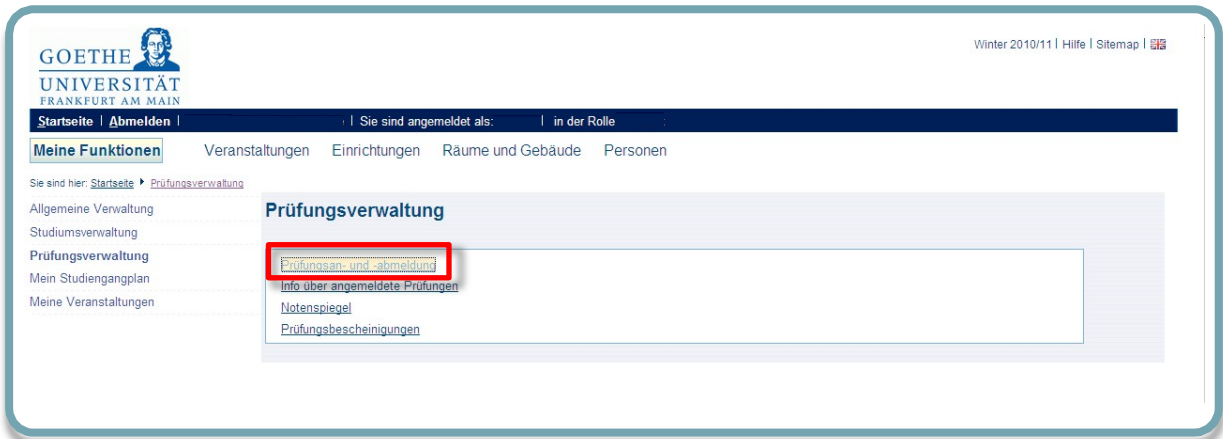 GOETHE
UNIVERSITÄT
FRANKFURT AM MAIN
Winter 2010/11 | Hilfe | Sitemap |
Startseite | Abmelden | | Sie sind angemeldet als: | in der Rolle :
Meine Funktionen Veranstaltungen Einrichtungen Räume und Gebäude Personen
Sie sind hier: Startseite Prüfungsverwaltung
Allgemeine Verwaltung
Studiumsverwaltung
Prüfungsverwaltung
Mein Studiengangplan
Meine Veranstaltungen
Prüfungsverwaltung
Prüfungsan- und -abmeldung
Info über angemeldete Prüfungen
Notenspiegel
Prüfungsbescheinigungen